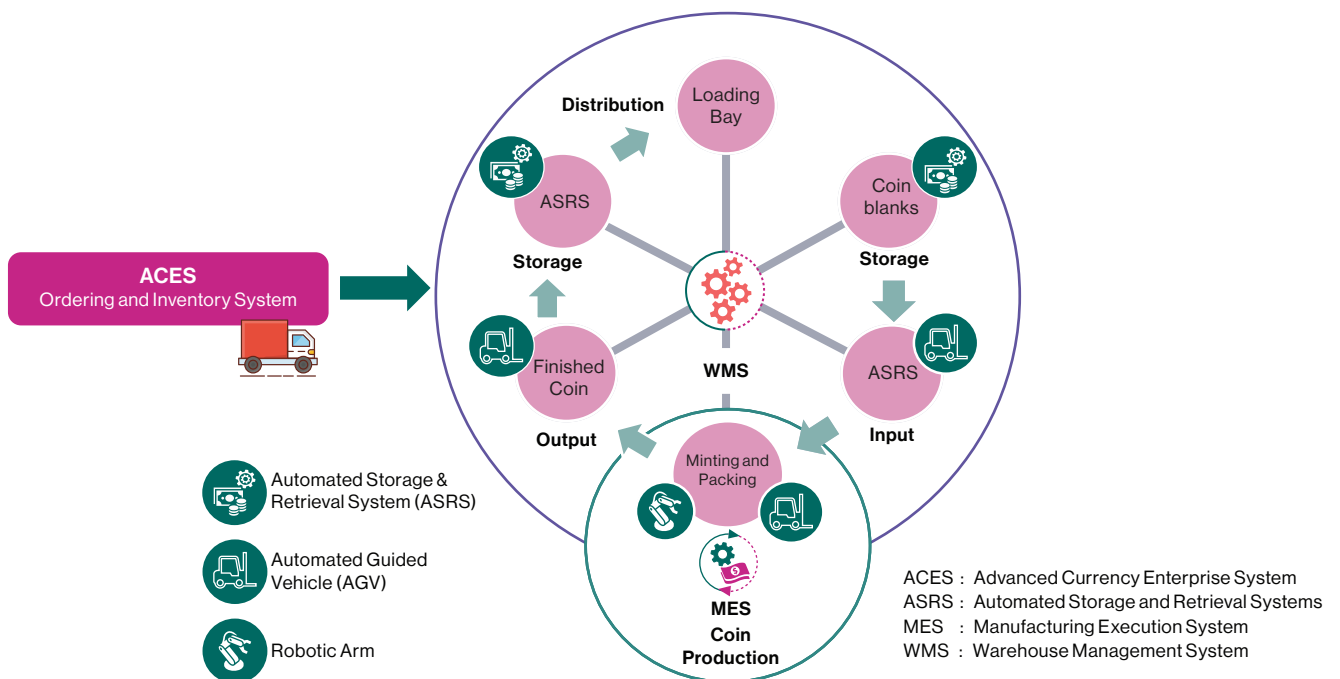 ACES
Ordering and Inventory System
Distribution
Loading
Bay
ASRS
Storage
Coin
blanks
Storage
WMS
Finished
Coin
Output
ASRS
Input
Minting and
Packing
MES
Coin
Production
Automated Storage &
Retrieval System (ASRS)
Automated Guided
Vehicle (AGV)
Robotic Arm
ACES : Advanced Currency Enterprise System
ASRS : Automated Storage and Retrieval Systems
MES : Manufacturing Execution System
WMS : Warehouse Management System